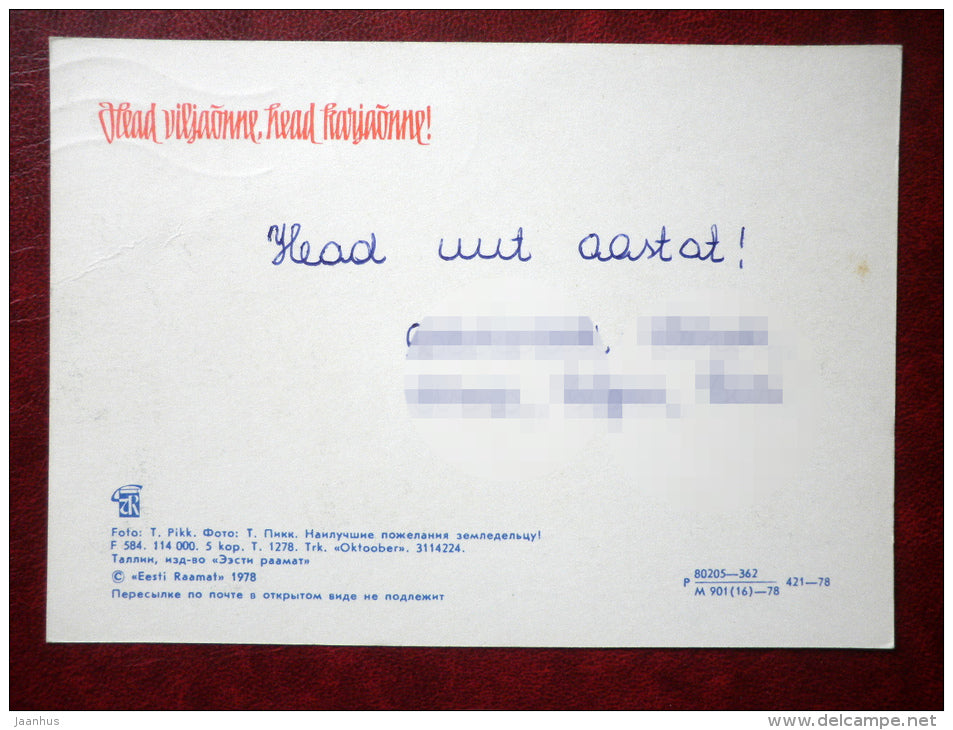 Head viljaõnne, head karjaõnne!
Head uut aastat!
Foto: T. Pikk. Фото: Т. Пикк. Наилучшие пожелания земледельцу!
F 584. 114 000. 5 kop. T. 1278. Trk. «Oktoober». 3114224.
Таллин, изд-во «Ээсти раамат»
© «Eesti Raamat» 1978
Пересылке по почте в открытом виде не подлежит
Р 80205—362 421—78
М 901(16)—78
jaanhus
delcampe.net